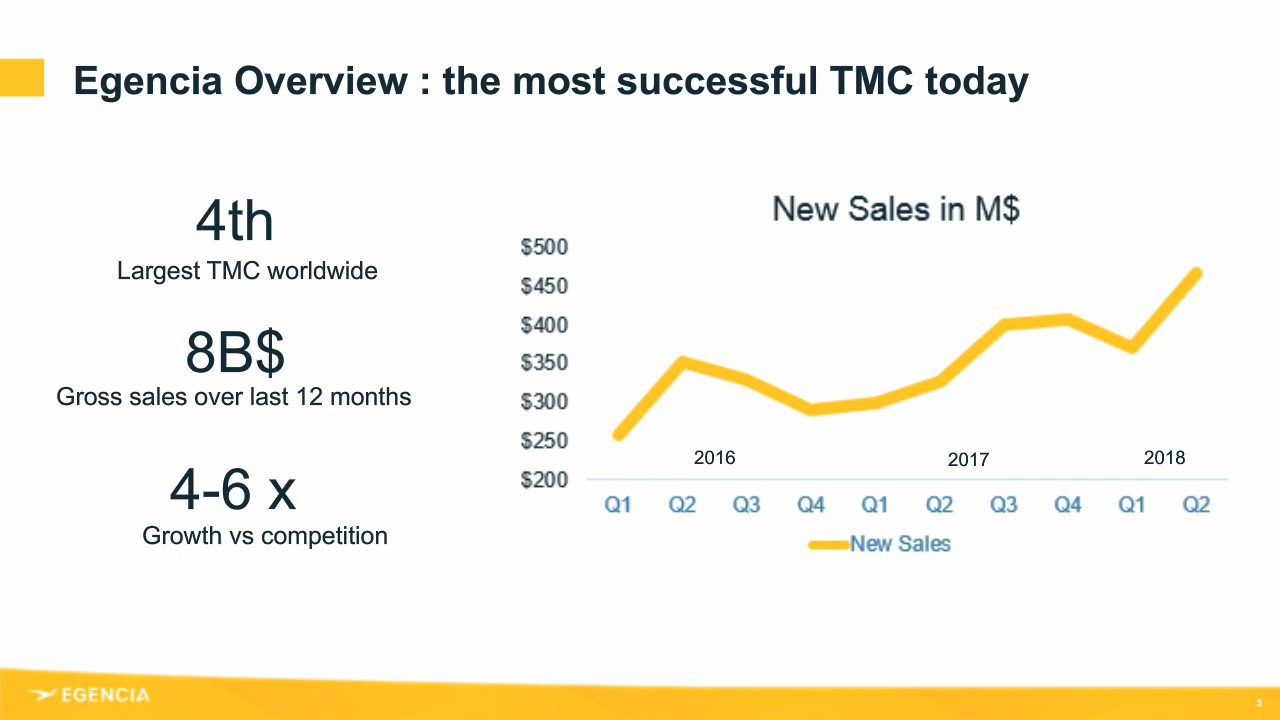 Egencia Overview : the most successful TMC today
4th
Largest TMC worldwide
8B$
Gross sales over last 12 months
4-6 x
Growth vs competition
New Sales in M$
$500
$450
$400
$350
$300
$250
$200
2016 2017 2018
Q1 Q2 Q3 Q4 Q1 Q2 Q3 Q4 Q1 Q2
New Sales
EGENCIA
3